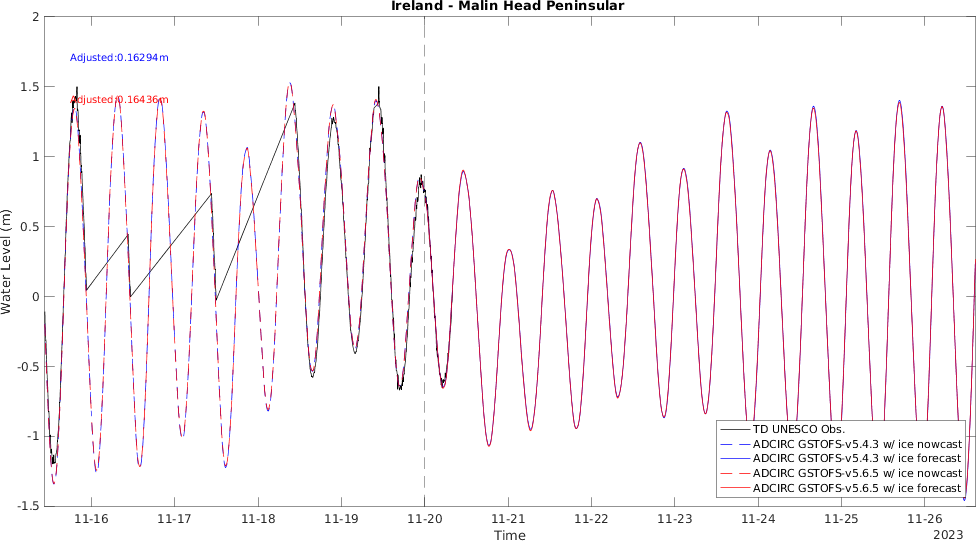 Ireland - Malin Head Peninsular
2
1.5
1
0.5
0
-0.5
-1
-1.5
Water Level (m)
Adjusted:0.16294m
Adjusted:0.16436m
TD UNESCO Obs.
ADCIRC GSTOFS-v5.4.3 w/ ice nowcast
ADCIRC GSTOFS-v5.4.3 w/ ice forecast
ADCIRC GSTOFS-v5.6.5 w/ ice nowcast
ADCIRC GSTOFS-v5.6.5 w/ ice forecast
11-16 11-17 11-18 11-19 11-20 11-21 11-22 11-23 11-24 11-25 11-26
Time
2023